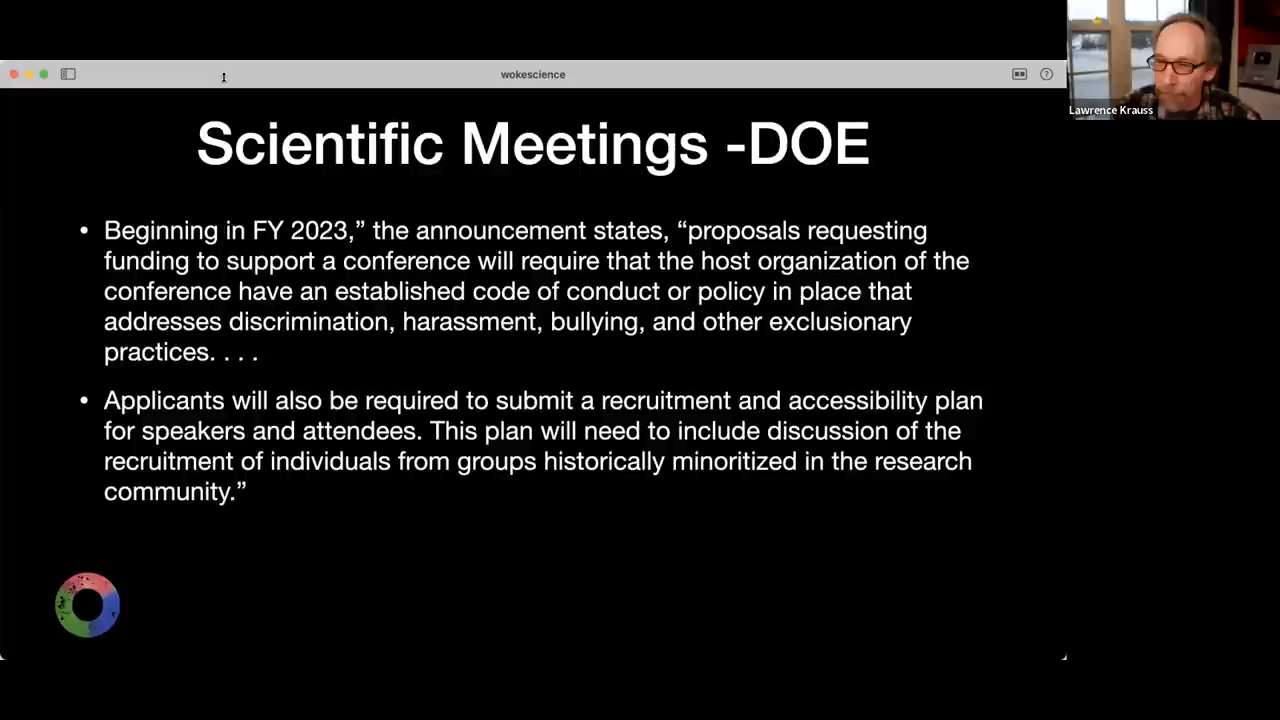 wokescience
Lawrence Krauss
Scientific Meetings -DOE
• Beginning in FY 2023,” the announcement states, “proposals requesting
funding to support a conference will require that the host organization of the
conference have an established code of conduct or policy in place that
addresses discrimination, harassment, bullying, and other exclusionary
practices. . . .
• Applicants will also be required to submit a recruitment and accessibility plan
for speakers and attendees. This plan will need to include discussion of the
recruitment of individuals from groups historically minoritized in the research
community.”